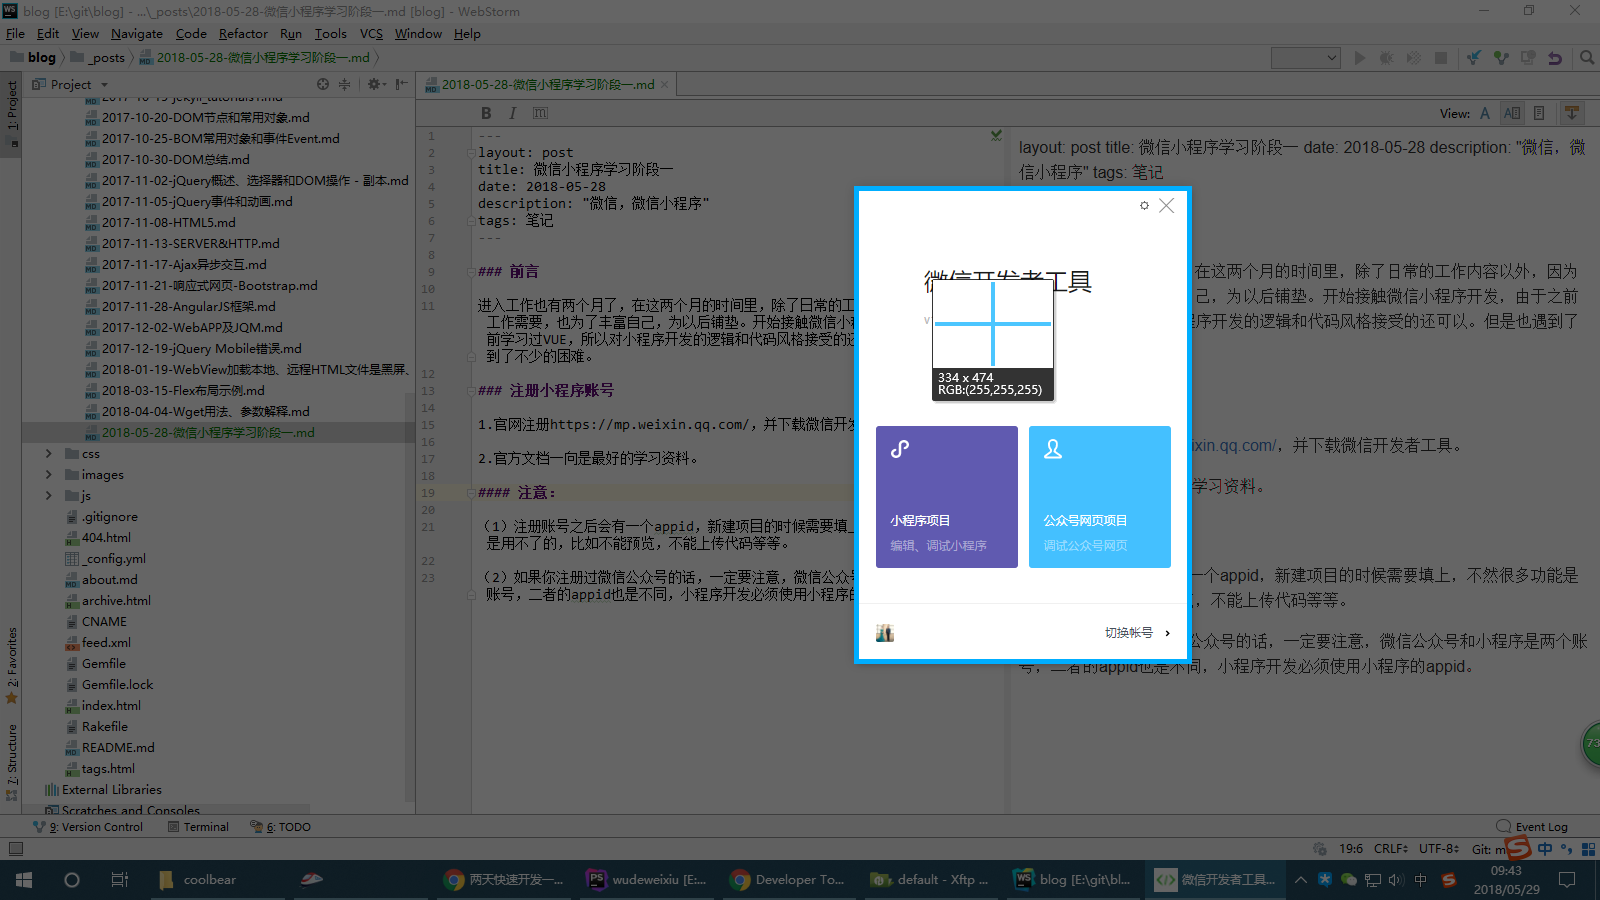 blog [E:\git\blog] - ...\_posts\2018-05-28-微信小程序学习阶段一.md [blog] - WebStorm
File Edit View Navigate Code Refactor Run Tools VCS Window Help
blog _posts 2018-05-28-微信小程序学习阶段一.md
Project
2018-05-28-微信小程序学习阶段一.md
1: Project
2: Favorites
7: Structure
2017-10-20-DOM节点和常用对象.md
2017-10-25-BOM常用对象和事件Event.md
2017-10-30-DOM总结.md
2017-11-02-jQuery概述、选择器和DOM操作 - 副本.md
2017-11-05-jQuery事件和动画.md
2017-11-08-HTML5.md
2017-11-13-SERVER&HTTP.md
2017-11-17-Ajax异步交互.md
2017-11-21-响应式网页-Bootstrap.md
2017-11-28-AngularJS框架.md
2017-12-02-WebAPP及JQM.md
2017-12-19-jQuery Mobile错误.md
2018-01-19-WebView加载本地、远程HTML文件是黑屏、
2018-03-15-Flex布局示例.md
2018-04-04-Wget用法、参数解释.md
2018-05-28-微信小程序学习阶段一.md
css
images
js
.gitignore
404.html
_config.yml
about.md
archive.html
CNAME
feed.xml
Gemfile
Gemfile.lock
index.html
Rakefile
README.md
tags.html
External Libraries
Scratches and Consoles
B I m
View: A
1 ---
2 layout: post
3 title: 微信小程序学习阶段一
4 date: 2018-05-28
5 description: "微信，微信小程序"
6 tags: 笔记
7 ---
8
9 ### 前言
10
11 进入工作也有两个月了，在这两个月的时间里，除了日常的工
工作需要，也为了丰富自己，为以后铺垫。开始接触微信小
前学习过VUE，所以对小程序开发的逻辑和代码风格接受的
到了不少的困难。
12
13 ### 注册小程序账号
14
15 1.官网注册https://mp.weixin.qq.com/，并下载微信开
16
17 2.官方文档一向是最好的学习资料。
18
19 #### 注意：
20
21 （1）注册账号之后会有一个appid，新建项目的时候需要填
是用不了的，比如不能预览，不能上传代码等等。
22
23 （2）如果你注册过微信公众号的话，一定要注意，微信公众
账号，二者的appid也是不同，小程序开发必须使用小程序
layout: post title: 微信小程序学习阶段一 date: 2018-05-28 description: "微信，微
信小程序" tags: 笔记
在这两个月的时间里，除了日常的工作内容以外，因为
己，为以后铺垫。开始接触微信小程序开发，由于之前
程序开发的逻辑和代码风格接受的还可以。但是也遇到了
ixin.qq.com/，并下载微信开发者工具。
学习资料。
一个appid，新建项目的时候需要填上，不然很多功能是
，不能上传代码等等。
公众号的话，一定要注意，微信公众号和小程序是两个账
号，二者的appid也是不同，小程序开发必须使用小程序的appid。
微信开发者工具
v
334 x 474
RGB:(255,255,255)
小程序项目
编辑、调试小程序
公众号网页项目
调试公众号网页
切换帐号
73
9: Version Control Terminal 6: TODO Event Log
19:6 CRLF UTF-8 Git: m
中
coolbear
两天快速开发一...
wudeweixiu [E:...
Developer To...
default - Xftp ...
blog [E:\git\bl...
微信开发者工具...
中
09:43
2018/05/29